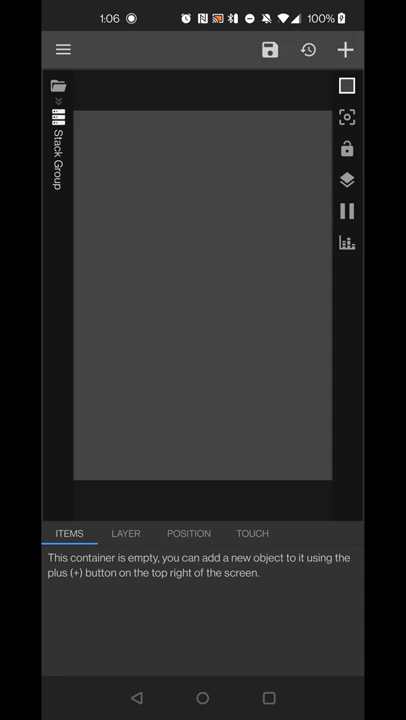 1:06
100%
Stack Group
ITEMS LAYER POSITION TOUCH
This container is empty, you can add a new object to it using the
plus (+) button on the top right of the screen.